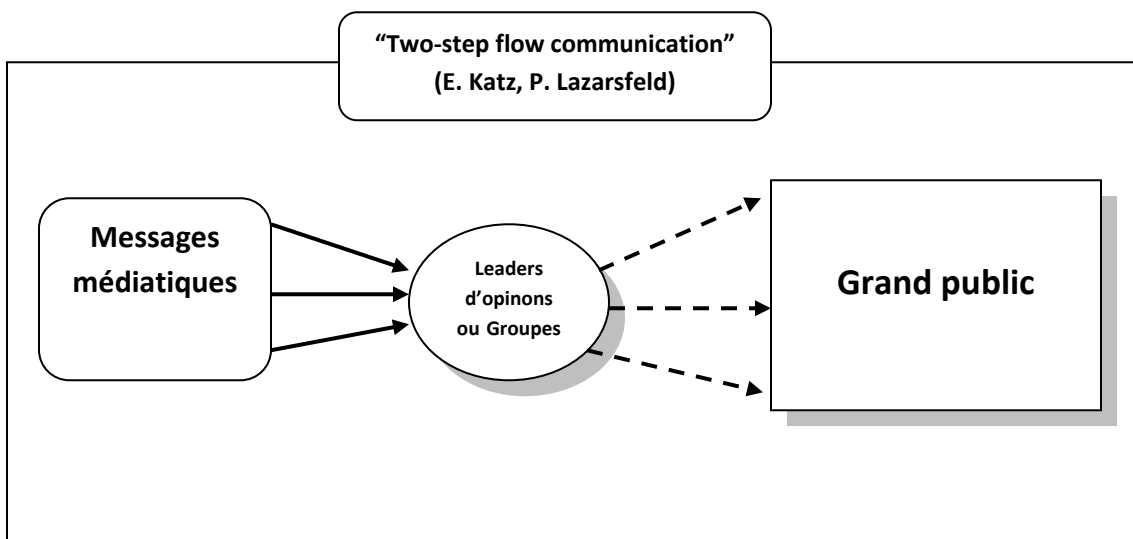 “Two-step flow communication”
(E. Katz, P. Lazarsfeld)
Messages
médiatiques
Leaders
d’opinons
ou Groupes
Grand public